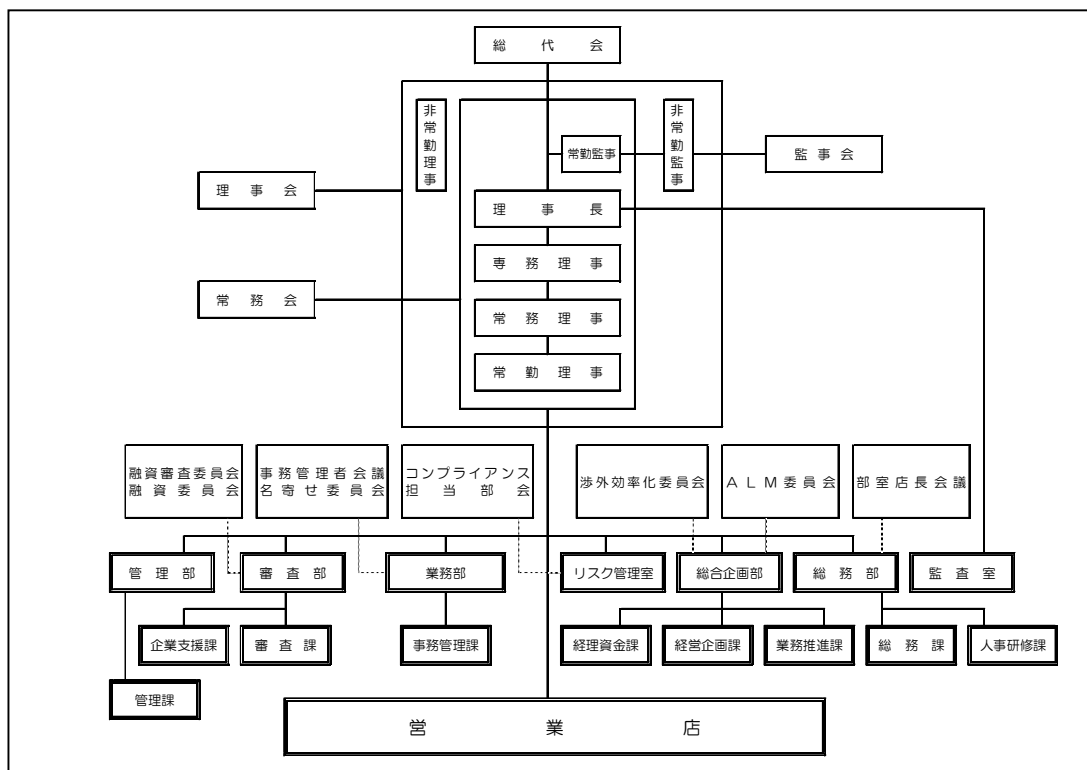 総代会
非常勤理事
非常勤監事
常勤監事
監事会
理事会
理事長
専務理事
常務会
常務理事
常勤理事
融資審査委員会
融資委員会
事務管理者会議
名寄せ委員会
コンプライアンス
担当部会
渉外効率化委員会
ALM委員会
部室店長会議
管理部
審査部
業務部
リスク管理室
総合企画部
総務部
監査室
企業支援課
審査課
事務管理課
経理資金課
経営企画課
業務推進課
総務課
人事研修課
管理課
営業店